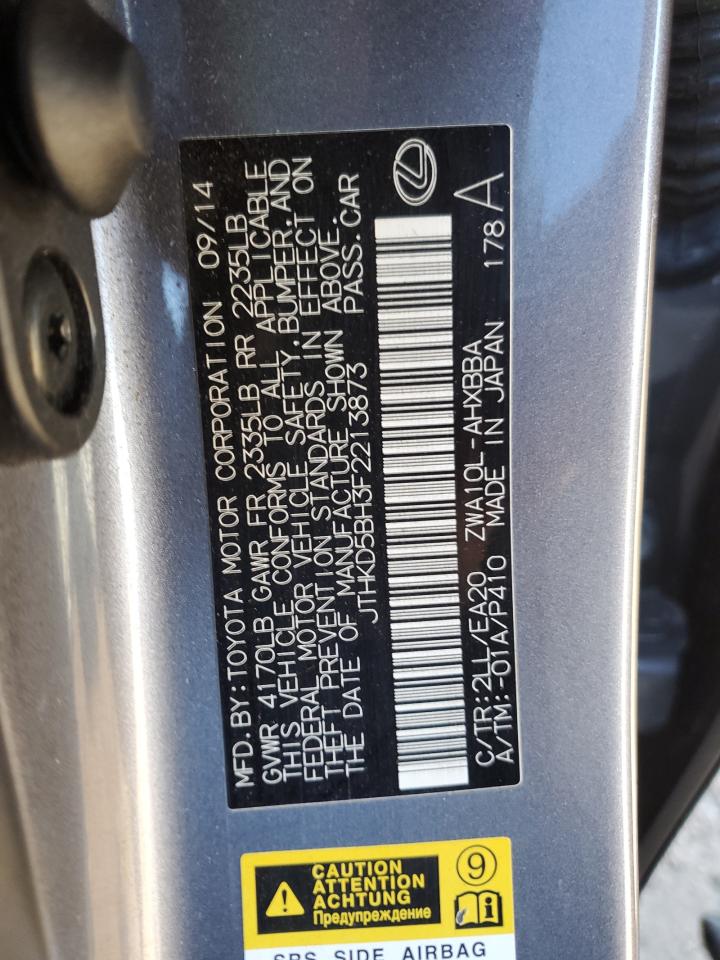 MFD.BY:TOYOTA MOTOR CORPORATION 09/14
GVWR 4170LB GAWR FR 2335LB RR 2235LB
THIS VEHICLE CONFORMS TO ALL APPLICABLE
FEDERAL MOTOR VEHICLE SAFETY,BUMPER,AND
THEFT PREVENTION STANDARDS IN EFFECT ON
THE DATE OF MANUFACTURE SHOWN ABOVE.
JTHKD5BH3F2213873 PASS.CAR
C/TR:2LL/EA20 ZWA10L-AHXBBA 178A
A/TM:-01A/P410 MADE IN JAPAN
CAUTION
ATTENTION
ACHTUNG
Предупреждение
9
SRS SIDE AIRBAG